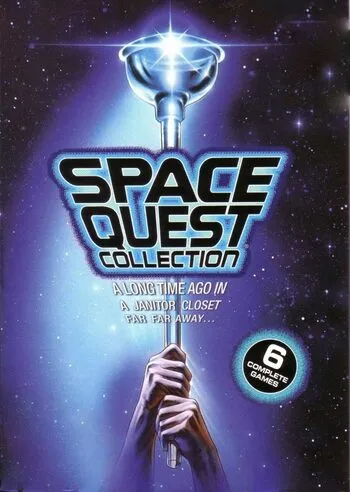 SPACE
QUEST
COLLECTION
A LONG TIME AGO IN
A JANITOR CLOSET
FAR FAR AWAY...
6
COMPLETE
GAMES